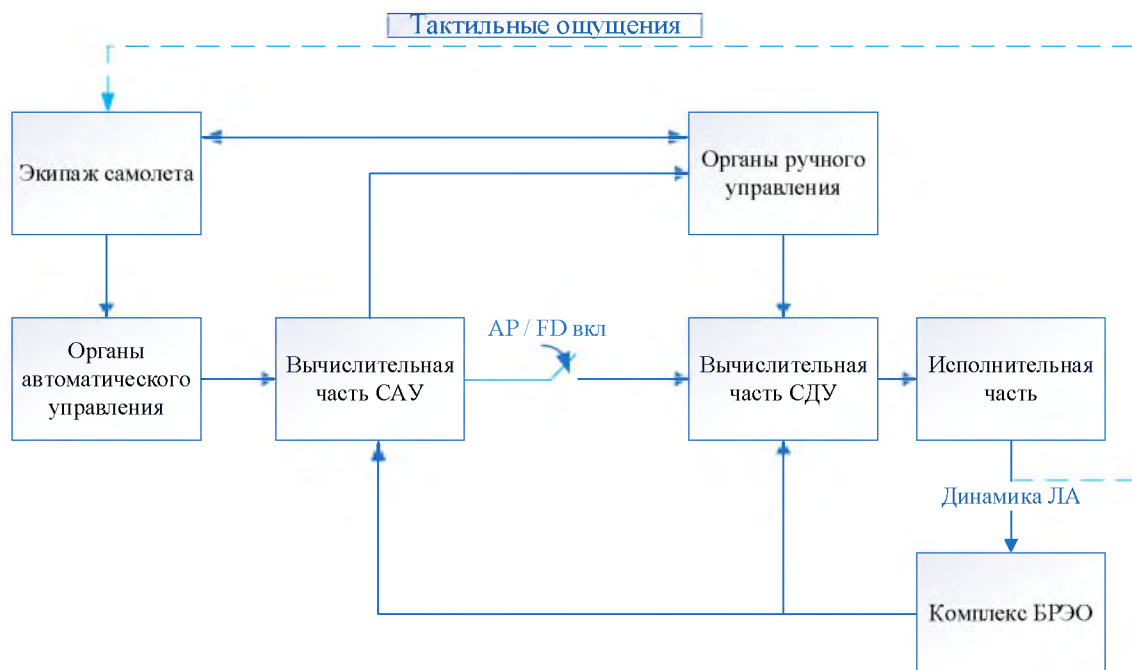 Тактильные ощущения
Экипаж самолета
Органы ручного
управления
AP / FD вкл
Органы
автоматического
управления
Вычислительная
часть САУ
Вычислительная
часть СДУ
Исполнительная
часть
Динамика ЛА
Комплекс БРЭО